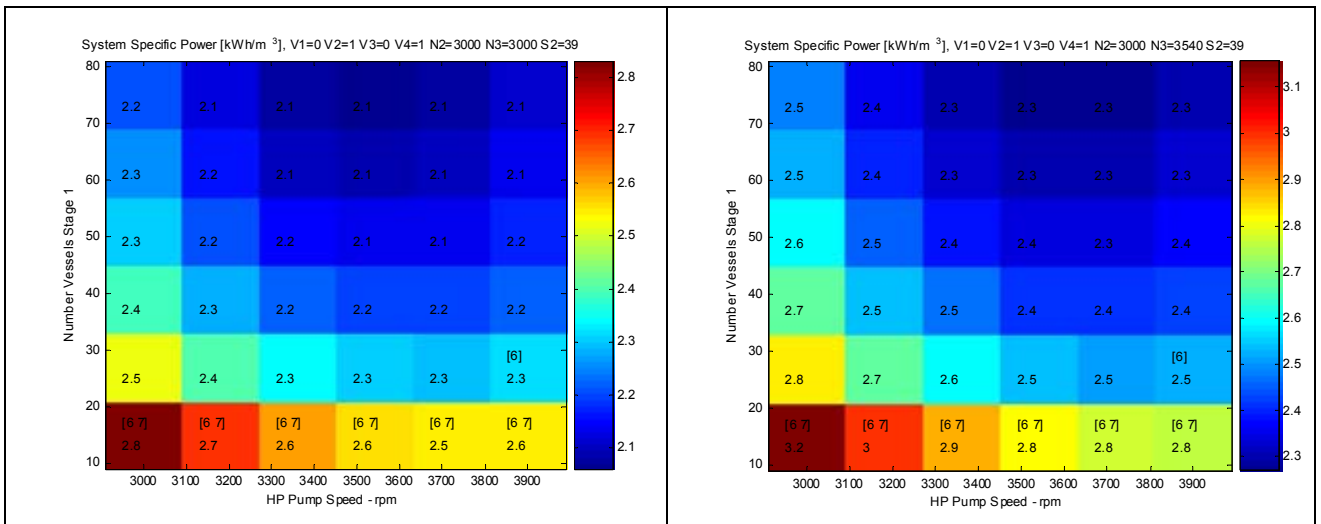 System Specific Power [kWh/m 3], V1=0 V2=1 V3=0 V4=1 N2=3000 N3=3000 S2=39
80
70
60
50
40
30
20
10
Number Vessels Stage 1
2.2 2.1 2.1 2.1 2.1 2.1
2.3 2.2 2.1 2.1 2.1 2.1
2.3 2.2 2.2 2.1 2.1 2.2
2.4 2.3 2.2 2.2 2.2 2.2
[6]
2.5 2.4 2.3 2.3 2.3 2.3
[6 7] [6 7] [6 7] [6 7] [6 7] [6 7]
2.8 2.7 2.6 2.6 2.5 2.6
3000 3100 3200 3300 3400 3500 3600 3700 3800 3900
HP Pump Speed - rpm
2.8
2.7
2.6
2.5
2.4
2.3
2.2
2.1
System Specific Power [kWh/m 3], V1=0 V2=1 V3=0 V4=1 N2=3000 N3=3540 S2=39
80
70
60
50
40
30
20
10
Number Vessels Stage 1
2.5 2.4 2.3 2.3 2.3 2.3
2.5 2.4 2.3 2.3 2.3 2.3
2.6 2.5 2.4 2.4 2.3 2.4
2.7 2.5 2.5 2.4 2.4 2.4
[6]
2.8 2.7 2.6 2.5 2.5 2.5
[6 7] [6 7] [6 7] [6 7] [6 7] [6 7]
3.2 3 2.9 2.8 2.8 2.8
3000 3100 3200 3300 3400 3500 3600 3700 3800 3900
HP Pump Speed - rpm
3.1
3
2.9
2.8
2.7
2.6
2.5
2.4
2.3